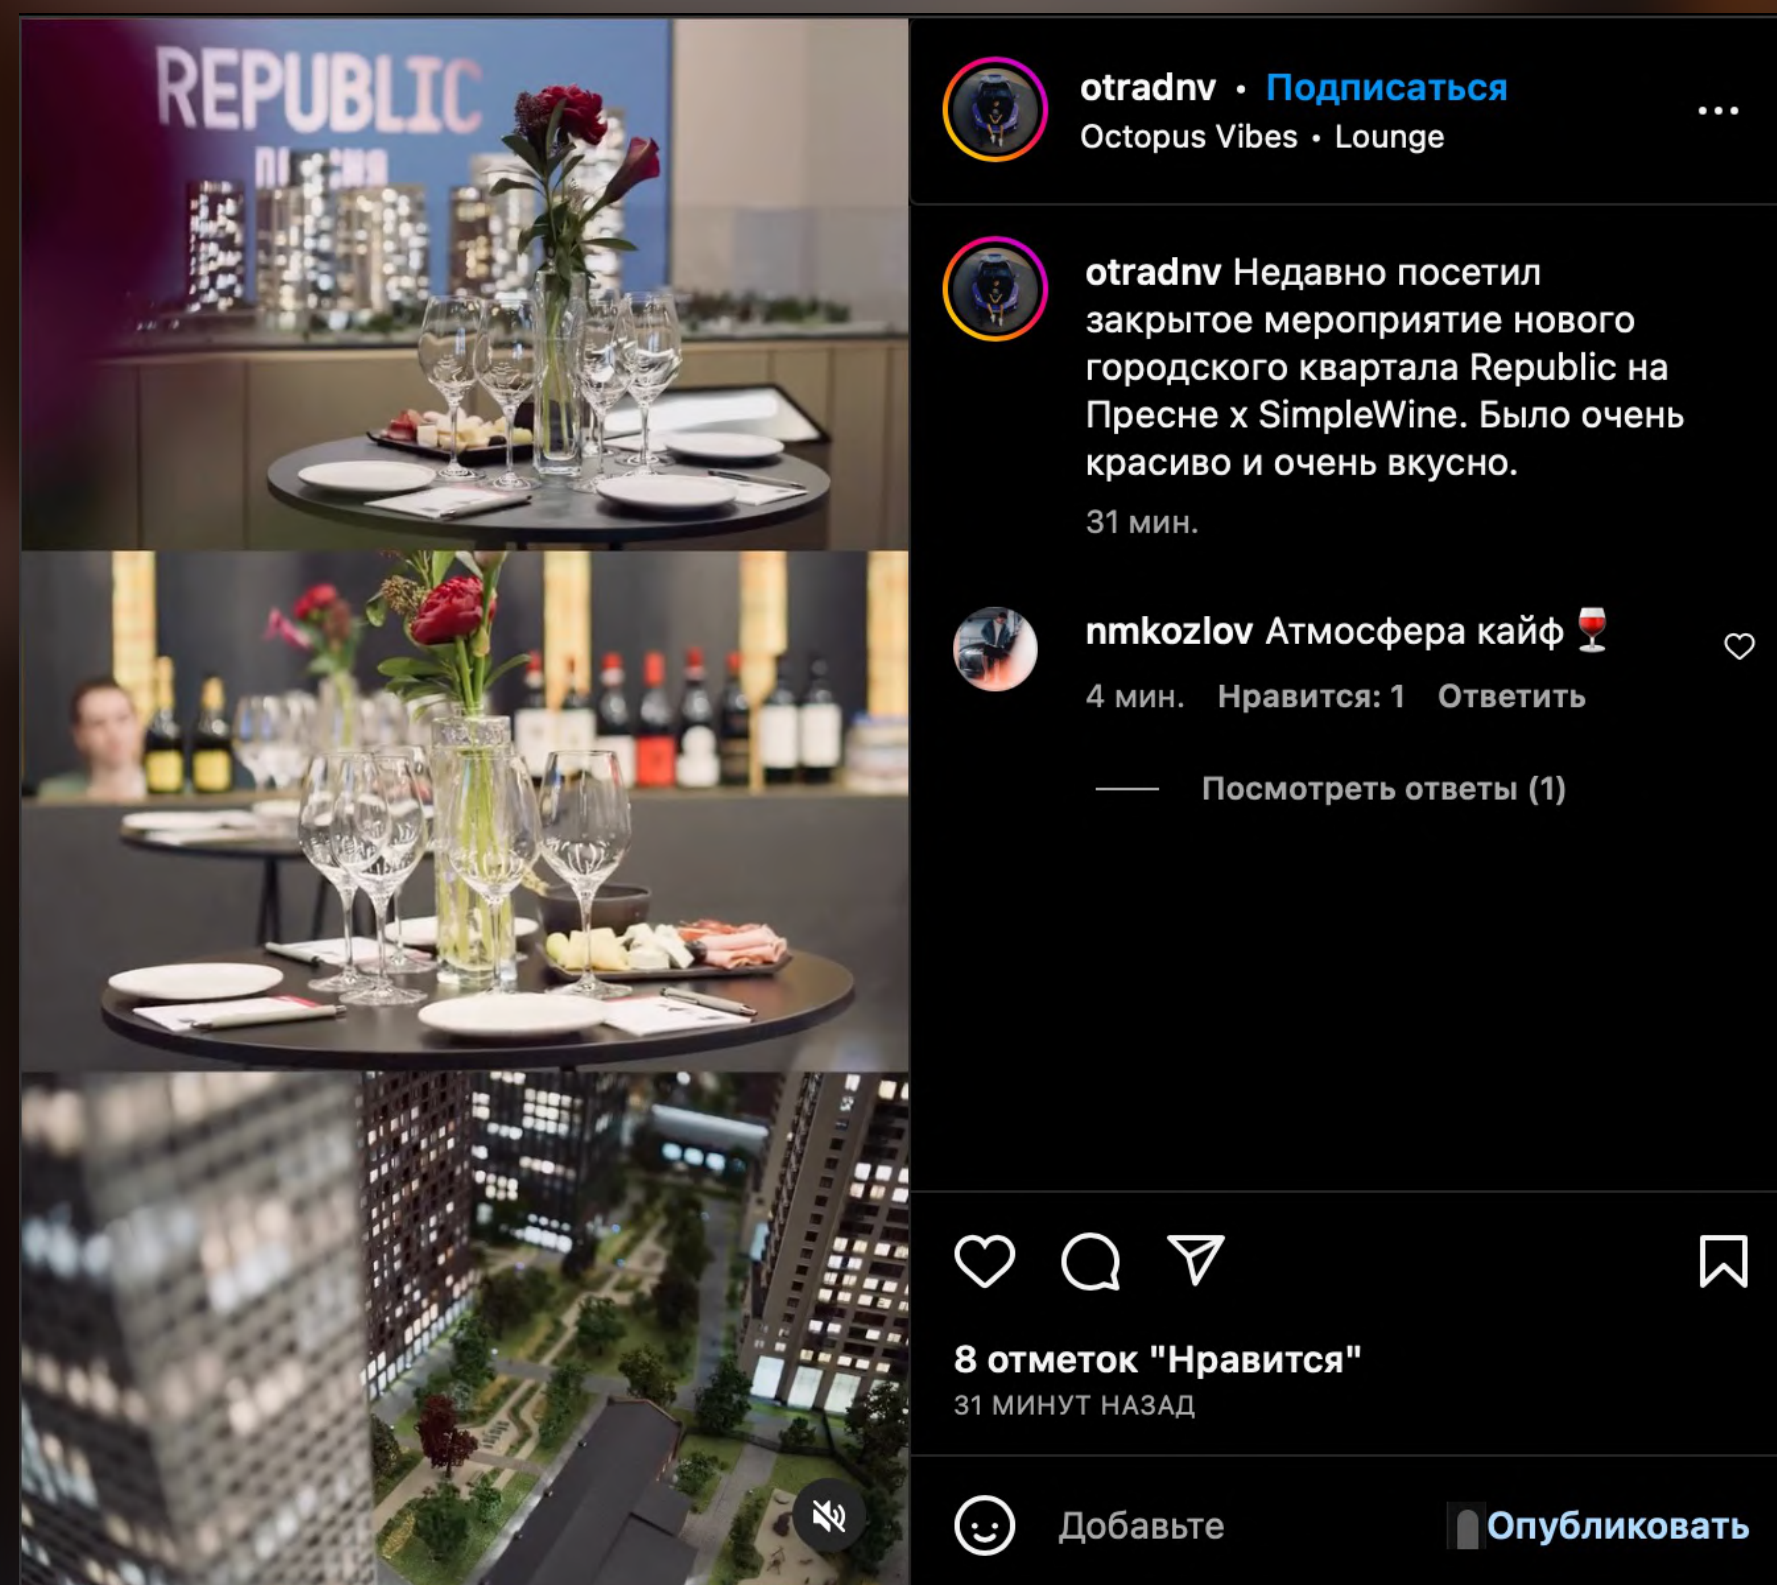 REPUBLIC
otradnv • Подписаться
Octopus Vibes • Lounge
otradnv Недавно посетил
закрытое мероприятие нового
городского квартала Republic на
Пресне x SimpleWine. Было очень
красиво и очень вкусно.
31 мин.
nmkozlov Атмосфера кайф 🍷
4 мин. Нравится: 1 Ответить
Посмотреть ответы (1)
8 отметок "Нравится"
31 МИНУТ НАЗАД
Добавьте
Опубликовать